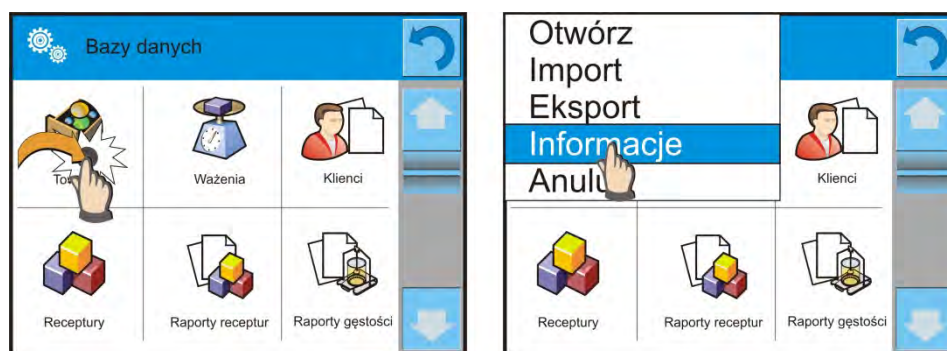 Bazy danych
Ważenia
Klienci
Receptury
Raporty receptur
Raporty gęstości
Otwórz
Import
Eksport
Informacje
Klienci
Receptury
Raporty receptur
Raporty gęstości